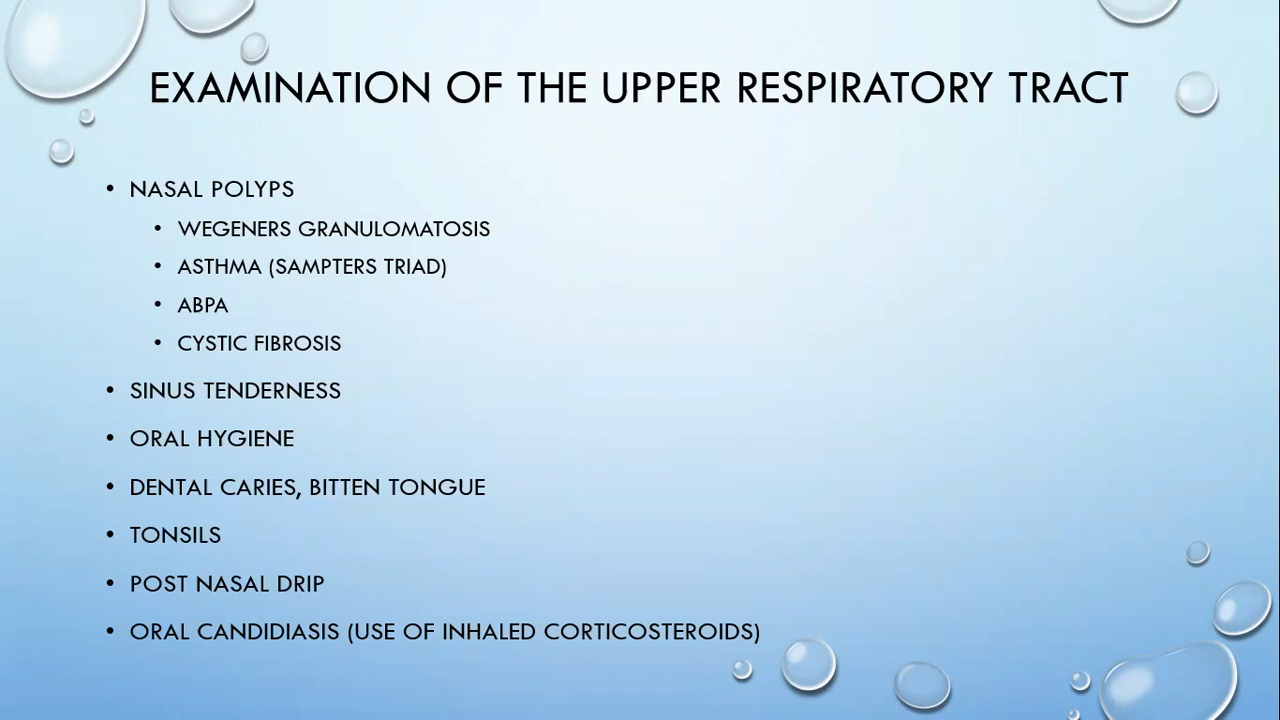 EXAMINATION OF THE UPPER RESPIRATORY TRACT
• NASAL POLYPS
• WEGENERS GRANULOMATOSIS
• ASTHMA (SAMPTERS TRIAD)
• ABPA
• CYSTIC FIBROSIS
• SINUS TENDERNESS
• ORAL HYGIENE
• DENTAL CARIES, BITTEN TONGUE
• TONSILS
• POST NASAL DRIP
• ORAL CANDIDIASIS (USE OF INHALED CORTICOSTEROIDS)